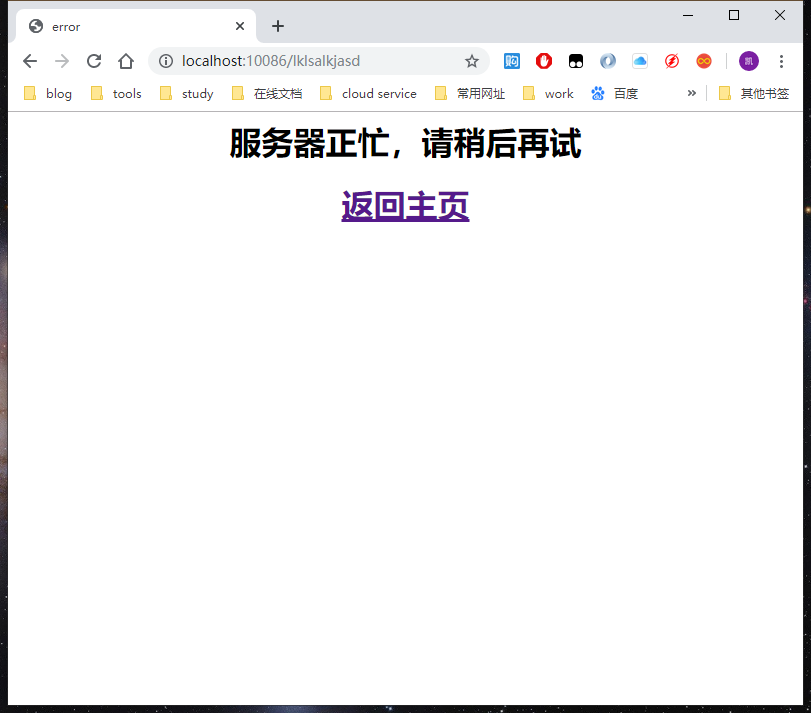 error
localhost:10086/lklsalkjasd
购
凯
blog
tools
study
在线文档
cloud service
常用网址
work
百度
»
其他书签
服务器正忙，请稍后再试
返回主页